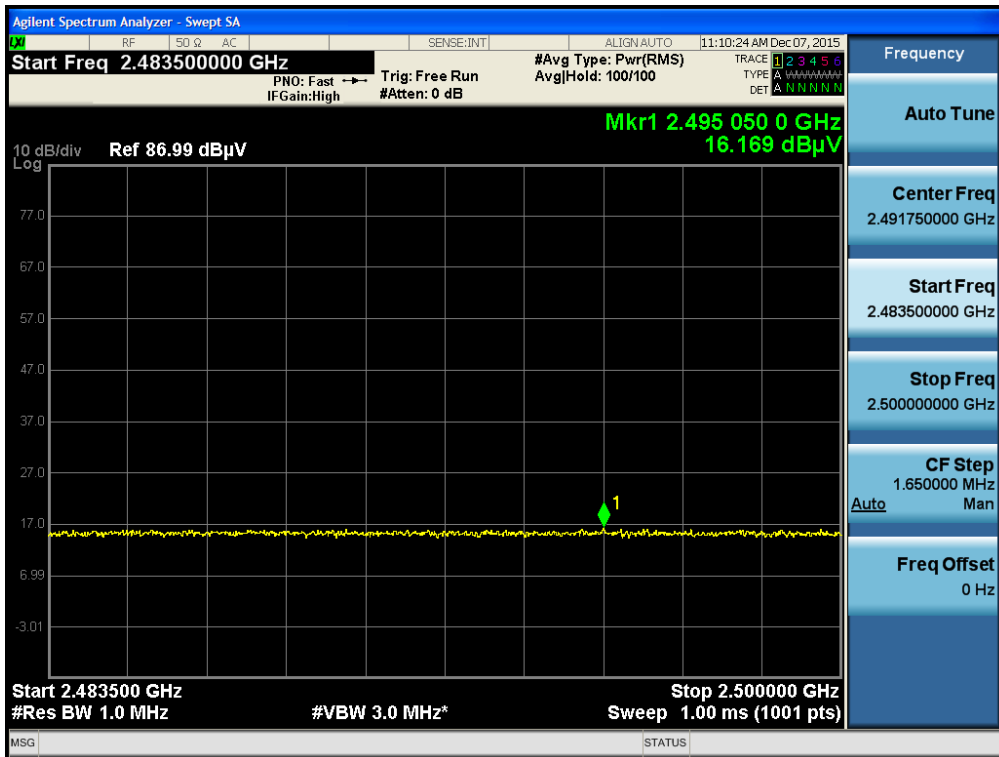 Agilent Spectrum Analyzer - Swept SA
LXI RF 50 Ω AC SENSE:INT ALIGN AUTO 11:10:24 AM Dec 07, 2015
Start Freq 2.483500000 GHz
PNO: Fast
IFGain:High
Trig: Free Run
#Atten: 0 dB
#Avg Type: Pwr(RMS)
Avg|Hold: 100/100
TRACE 1 2 3 4 5 6
TYPE A WWWWW
DET A N N N N N
Frequency
Mkr1 2.495 050 0 GHz
16.169 dBµV
10 dB/div Ref 86.99 dBµV
Log
77.0
67.0
57.0
47.0
37.0
27.0
17.0
6.99
-3.01
1
Start 2.483500 GHz
Stop 2.500000 GHz
#Res BW 1.0 MHz
#VBW 3.0 MHz*
Sweep 1.00 ms (1001 pts)
Auto Tune
Center Freq
2.491750000 GHz
Start Freq
2.483500000 GHz
Stop Freq
2.500000000 GHz
CF Step
1.650000 MHz
Auto Man
Freq Offset
0 Hz
MSG
STATUS